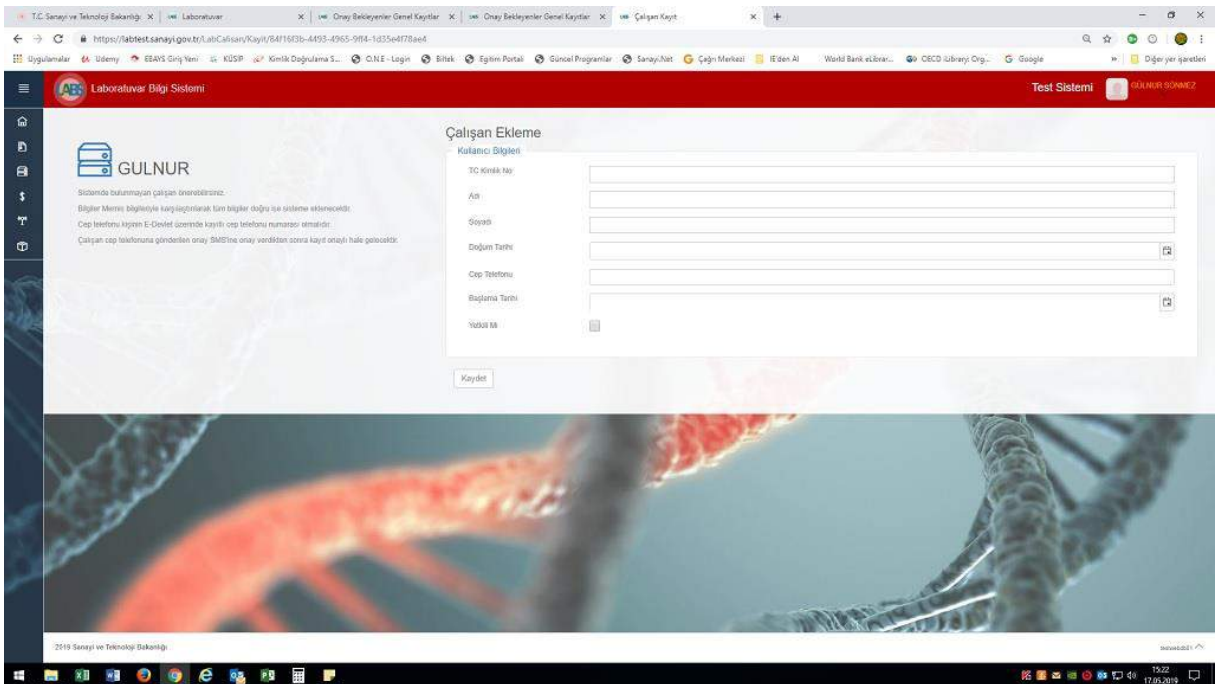 T.C. Sanayi ve Teknoloji Bakanlığı
Laboratuvar
Onay Bekleyenler Genel Kayıtlar
Onay Bekleyenler Genel Kayıtlar
Çalışan Kayıt
https://labtest.sanayi.gov.tr/LabCalisan/Kayit/84f16f3b-4493-4965-9ff4-1d35e4f78ae4
Uygulamalar
Udemy
EBAYS Giriş Yeni
KÜSİP
Kimlik Doğrulama S...
O.N.E - Login
Biltek
Eğitim Portali
Güncel Programlar
Sanayi.Net
Çağrı Merkezi
IE'den Al
World Bank eLibrar...
OECD iLibrary: Org...
Google
Diğer yer işaretleri
LABS
Laboratuvar Bilgi Sistemi
Test Sistemi
GÜLNUR SÖNMEZ
GULNUR
Sistemde bulunmayan çalışan önerebilirsiniz.
Bilgiler Mernis bilgileriyle karşılaştırılarak tüm bilgiler doğru ise sisteme eklenecektir.
Cep telefonu kişinin E-Devlet üzerinde kayıtlı cep telefonu numarası olmalıdır.
Çalışan cep telefonuna gönderilen onay SMS'ine onay verdikten sonra kayıt onaylı hale gelecektir.
Çalışan Ekleme
Kullanıcı Bilgileri
TC Kimlik No
Adı
Soyadı
Doğum Tarihi
Cep Telefonu
Başlama Tarihi
Yetkili Mi
Kaydet
2019 Sanayi ve Teknoloji Bakanlığı
15:22
17.05.2019